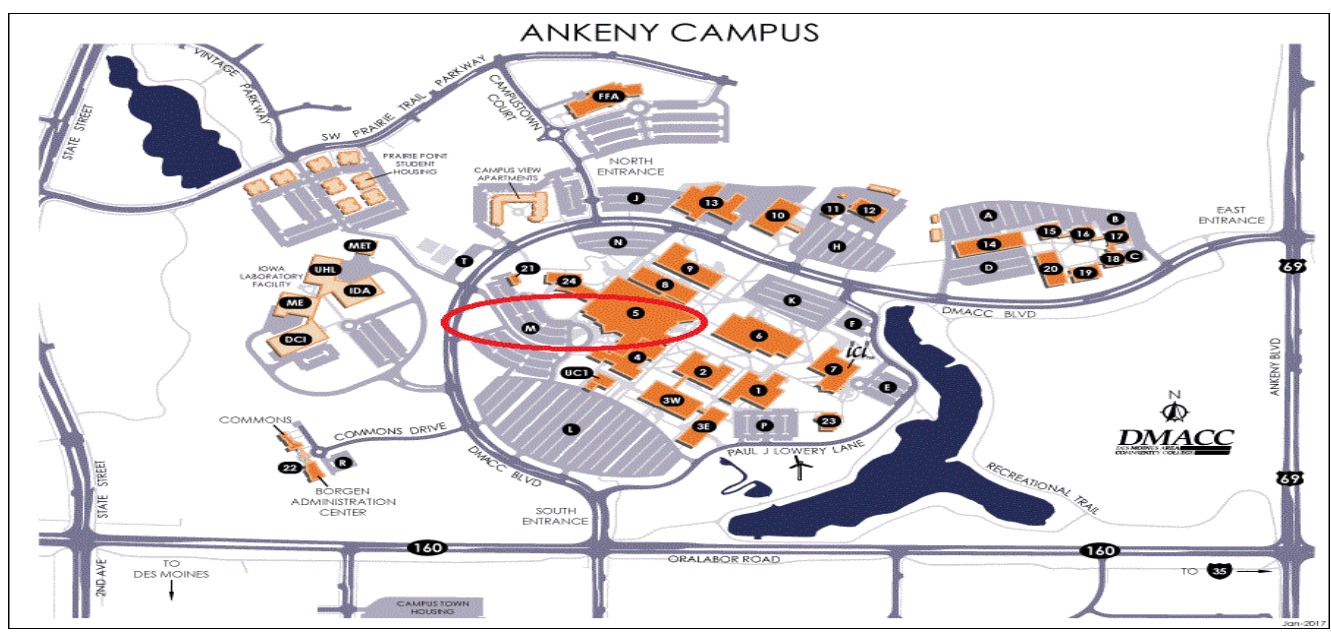 ANKENY CAMPUS
VINTAGE PARKWAY
STATE STREET
SW PRAIRIE TRAIL PARKWAY
CAMPUSTOWN
COURT
FFA
PRAIRIE POINT
STUDENT
HOUSING
CAMPUS VIEW
APARTMENTS
NORTH
ENTRANCE
J
13
10
11
12
H
A
B
EAST
ENTRANCE
14
15
16
17
18
C
D
20
19
69
MET
UHL
IOWA
LABORATORY
FACILITY
IDA
ME
DCI
T
N
21
24
9
8
5
M
K
F
6
DMACC BLVD
ANKENY BLVD
4
2
ici
7
E
UC1
1
3W
3E
P
23
L
N
DMACC
DES MOINES AREA
COMMUNITY COLLEGE
COMMONS
COMMONS DRIVE
22
R
BORGEN
ADMINISTRATION
CENTER
DMACC BLVD
PAUL J LOWERY LANE
RECREATIONAL TRAIL
69
STATE STREET
SOUTH
ENTRANCE
160
ORALABOR ROAD
160
2ND AVE
TO
DES MOINES
TO 35
CAMPUS TOWN
HOUSING
Jan-2017